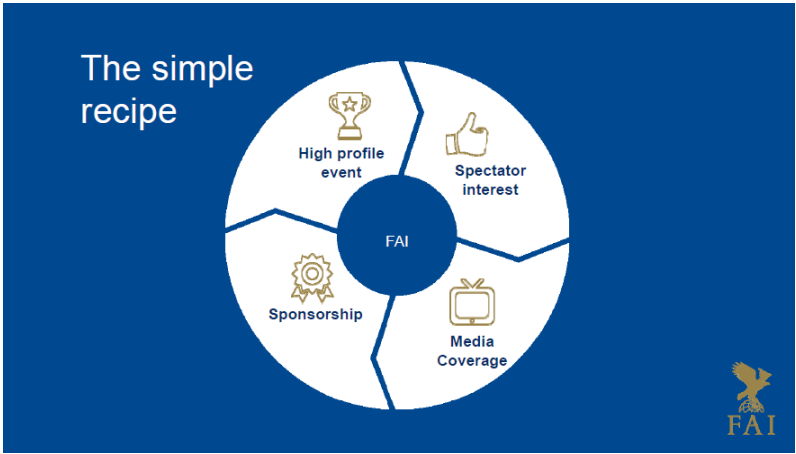 The simple
recipe
High profile
event
Spectator
interest
FAI
Sponsorship
Media
Coverage
FAI